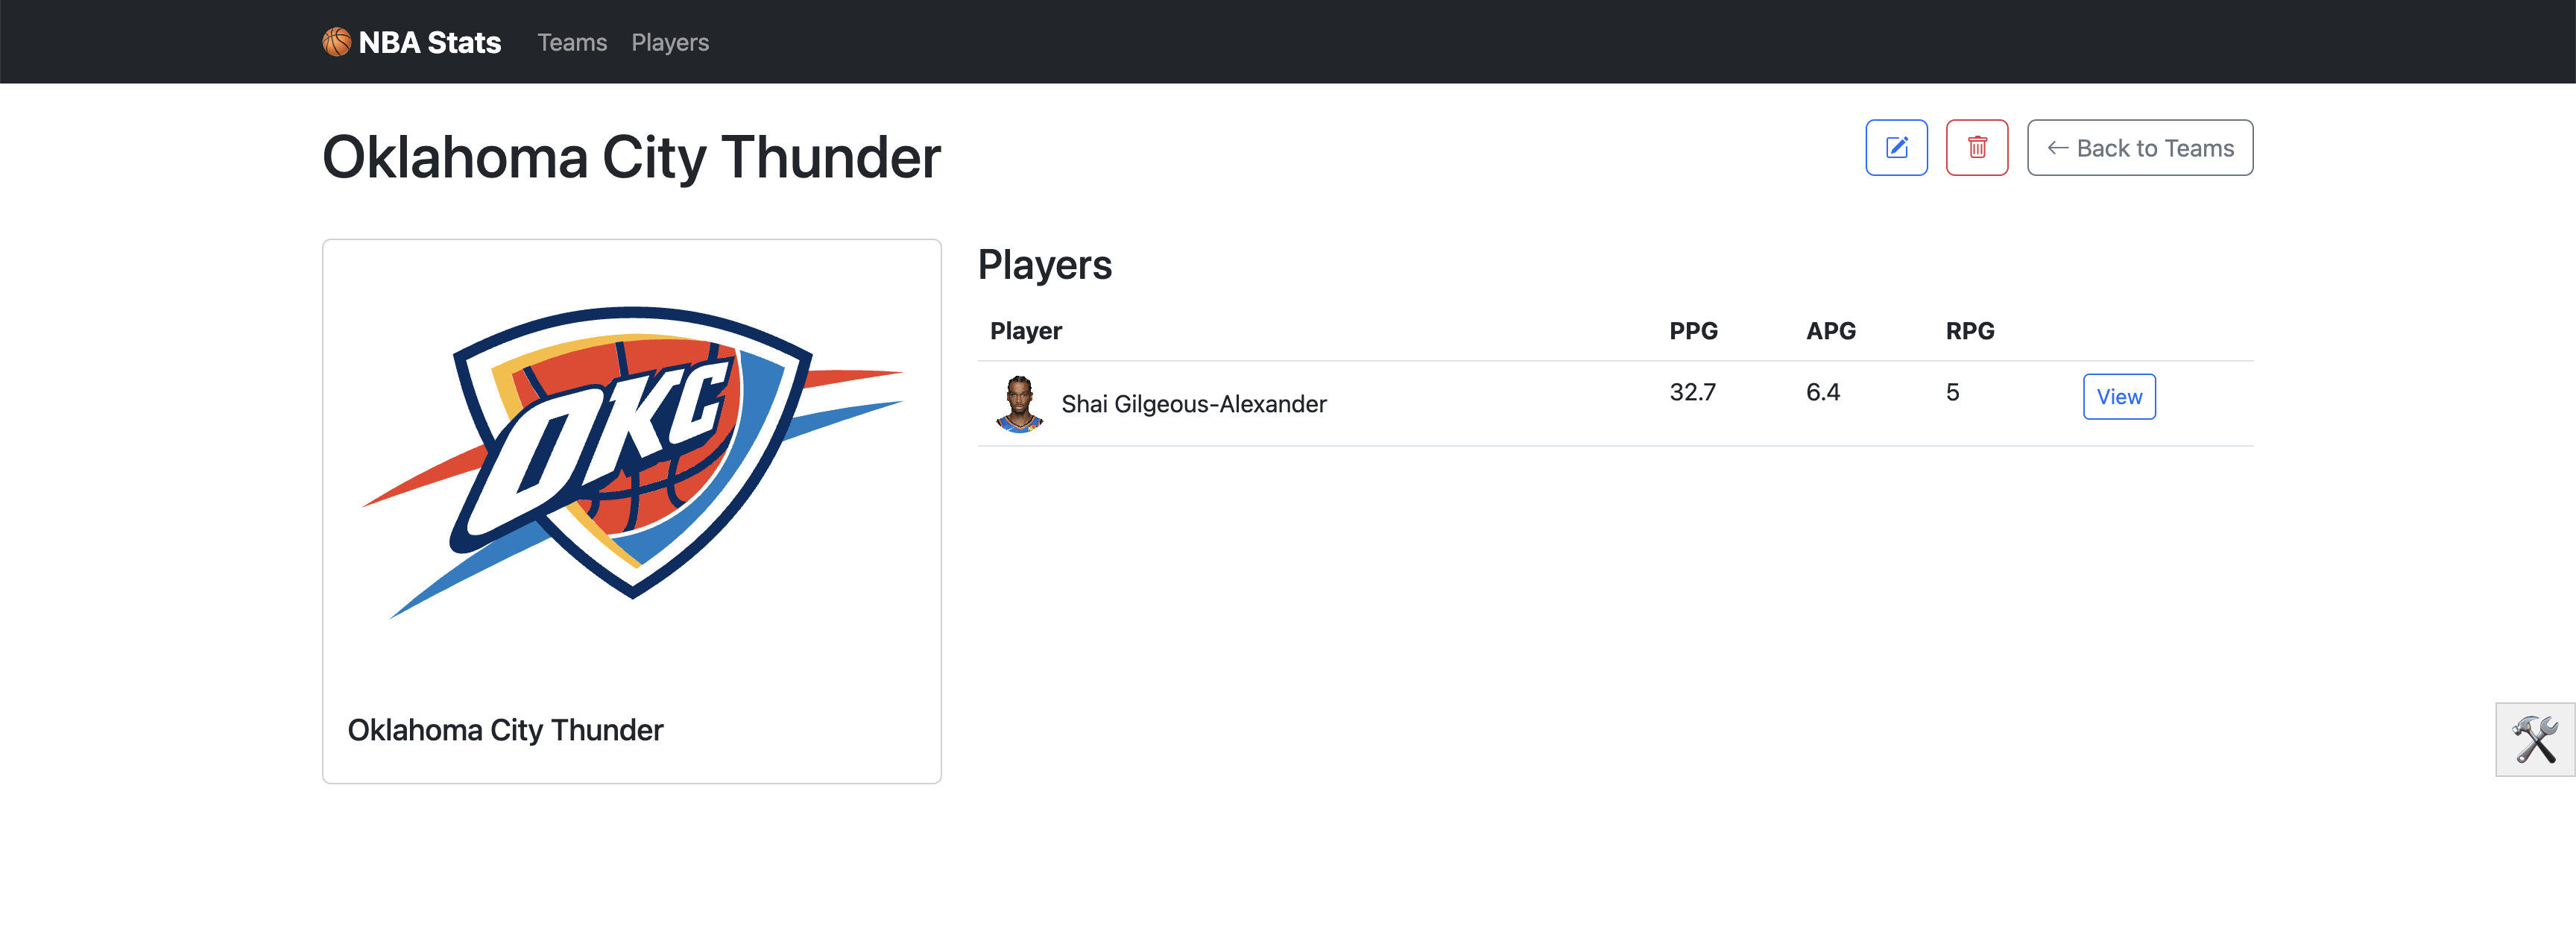 NBA Stats Teams Players
Oklahoma City Thunder
← Back to Teams
OKC
Oklahoma City Thunder
Players
Player PPG APG RPG
Shai Gilgeous-Alexander 32.7 6.4 5 View